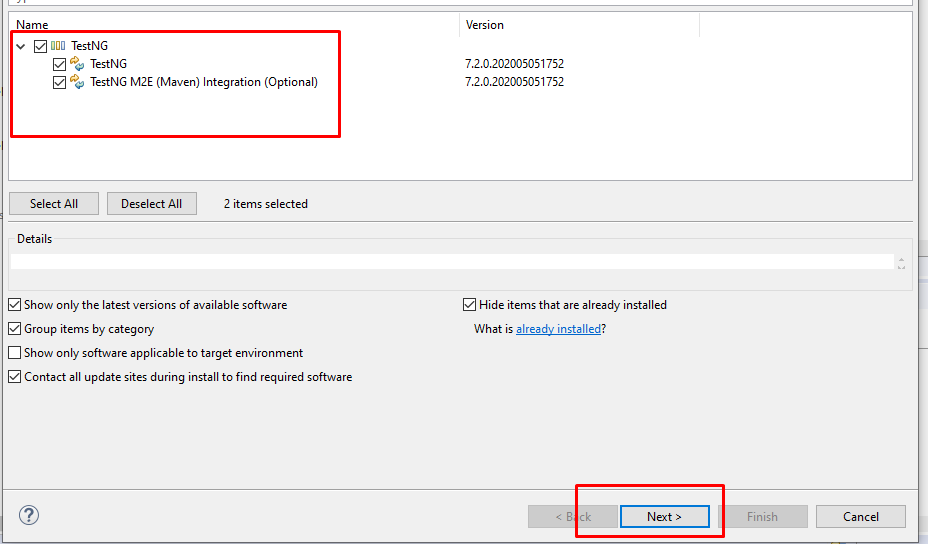 Name Version
TestNG
TestNG 7.2.0.202005051752
TestNG M2E (Maven) Integration (Optional) 7.2.0.202005051752
Select All Deselect All 2 items selected
Details
Show only the latest versions of available software Hide items that are already installed
Group items by category What is already installed?
Show only software applicable to target environment
Contact all update sites during install to find required software
? < Back Next > Finish Cancel